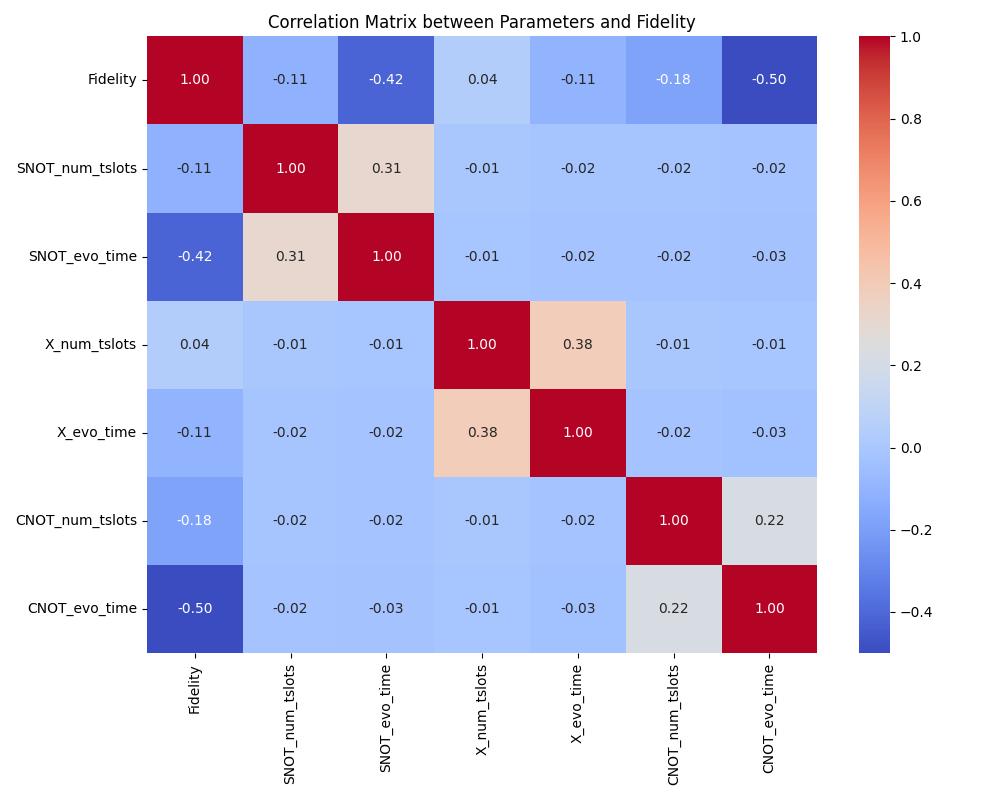 Correlation Matrix between Parameters and Fidelity
Fidelity 1.00 -0.11 -0.42 0.04 -0.11 -0.18 -0.50
SNOT_num_tslots -0.11 1.00 0.31 -0.01 -0.02 -0.02 -0.02
SNOT_evo_time -0.42 0.31 1.00 -0.01 -0.02 -0.02 -0.03
X_num_tslots 0.04 -0.01 -0.01 1.00 0.38 -0.01 -0.01
X_evo_time -0.11 -0.02 -0.02 0.38 1.00 -0.02 -0.03
CNOT_num_tslots -0.18 -0.02 -0.02 -0.01 -0.02 1.00 0.22
CNOT_evo_time -0.50 -0.02 -0.03 -0.01 -0.03 0.22 1.00
Fidelity
SNOT_num_tslots
SNOT_evo_time
X_num_tslots
X_evo_time
CNOT_num_tslots
CNOT_evo_time
1.0
0.8
0.6
0.4
0.2
0.0
−0.2
−0.4